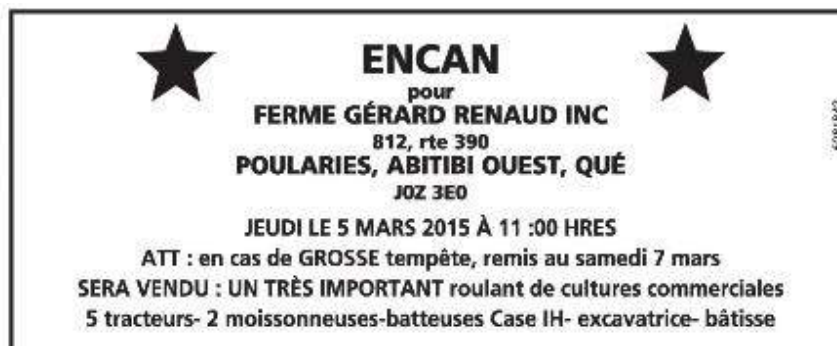 ENCAN
pour
FERME GÉRARD RENAUD INC
812, rte 390
POULARIES, ABITIBI OUEST, QUÉ
J0Z 3E0
JEUDI LE 5 MARS 2015 À 11 :00 HRES
ATT : en cas de GROSSE tempête, remis au samedi 7 mars
SERA VENDU : UN TRÈS IMPORTANT roulant de cultures commerciales
5 tracteurs- 2 moissonneuses-batteuses Case IH- excavatrice- bâtisse